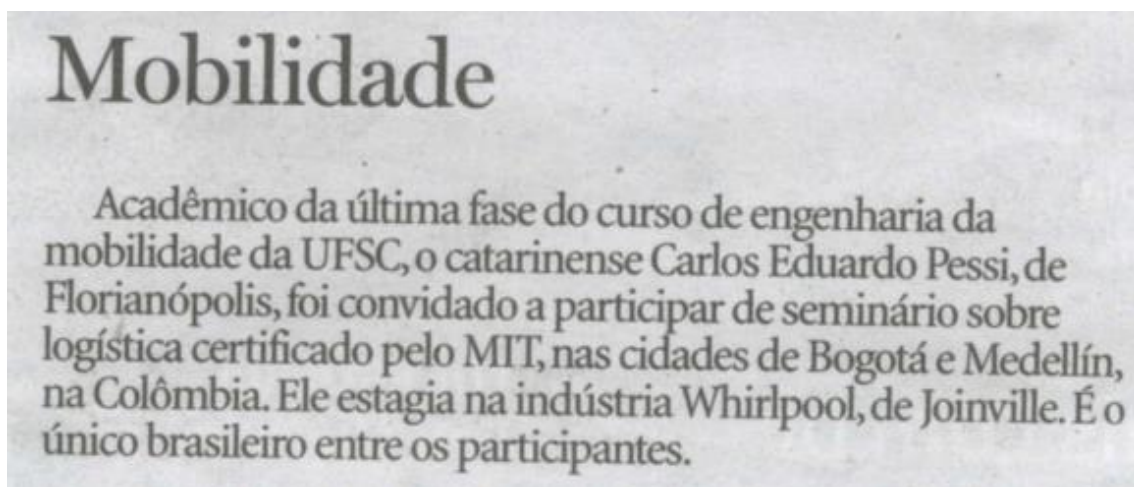 Mobilidade
Acadêmico da última fase do curso de engenharia da
mobilidade da UFSC, o catarinense Carlos Eduardo Pessi, de
Florianópolis, foi convidado a participar de seminário sobre
logística certificado pelo MIT, nas cidades de Bogotá e Medellín,
na Colômbia. Ele estagia na indústria Whirlpool, de Joinville. É o
único brasileiro entre os participantes.